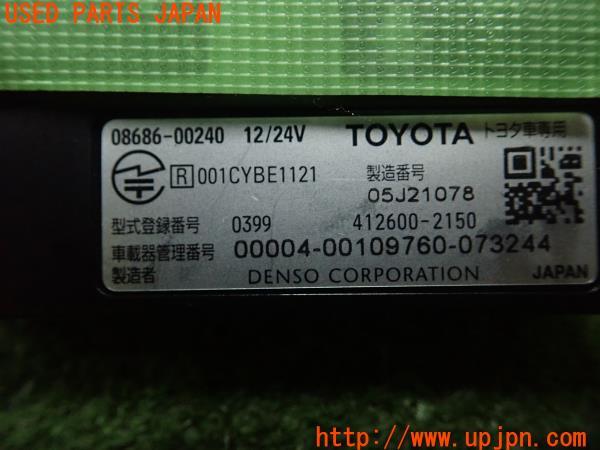 USED PARTS JAPAN
08686-00240 12/24V TOYOTA トヨタ車専用
R 001CYBE1121 製造番号
05J21078
型式登録番号 0399 412600-2150
車載器管理番号 00004-00109760-073244
製造者 DENSO CORPORATION JAPAN
http://www.upjpn.com